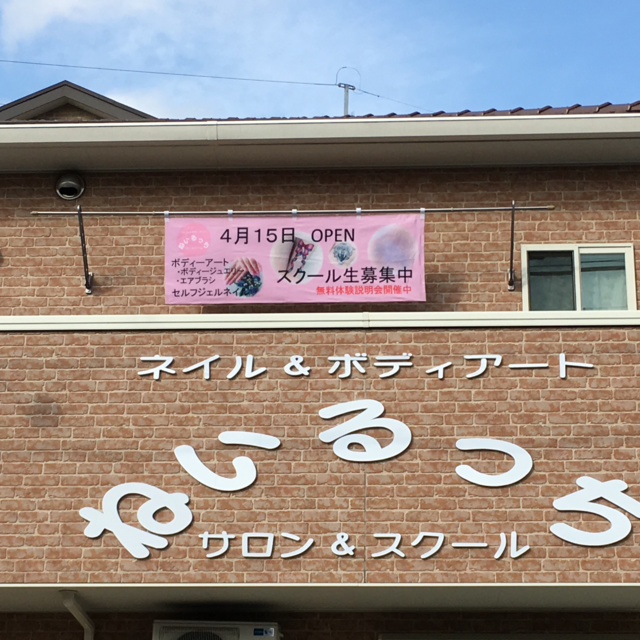 4月15日 OPEN
ボディーアート
・ボディージュエリー
・エアブラシ
セルフジェルネイル
スクール生募集中
無料体験説明会開催中
ネイル & ボディアート
ねいるっか
サロン & スクール